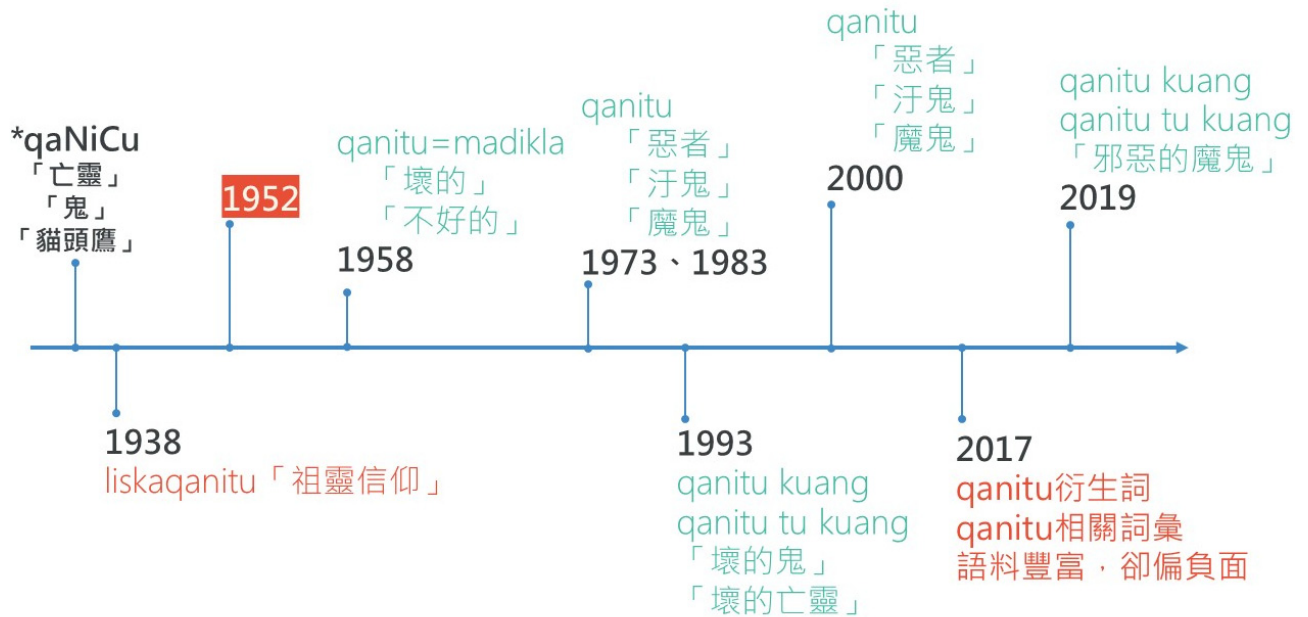 *qaNiCu
「亡靈」
「鬼」
「貓頭鷹」
1938
liskaqanitu「祖靈信仰」
1952
qanitu=madikla
「壞的」
「不好的」
1958
qanitu
「惡者」
「汙鬼」
「魔鬼」
1973、1983
1993
qanitu kuang
qanitu tu kuang
「壞的鬼」
「壞的亡靈」
qanitu
「惡者」
「汙鬼」
「魔鬼」
2000
2017
qanitu衍生詞
qanitu相關詞彙
語料豐富，卻偏負面
qanitu kuang
qanitu tu kuang
「邪惡的魔鬼」
2019